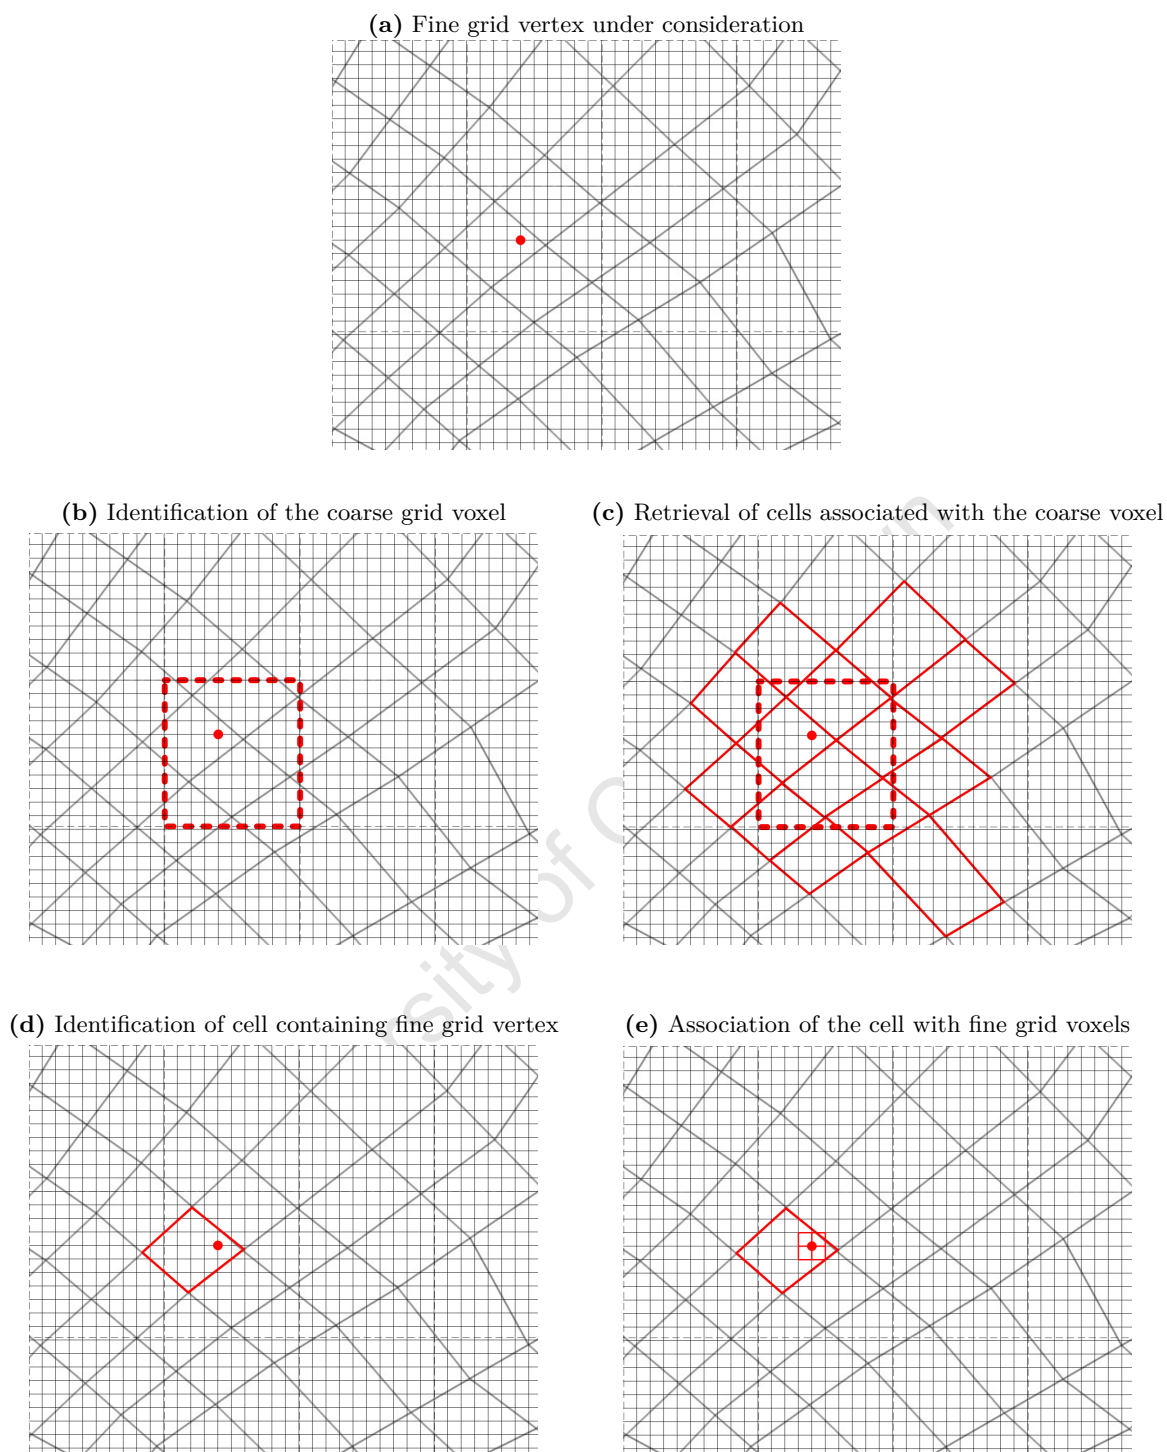 (a) Fine grid vertex under consideration
(b) Identification of the coarse grid voxel
(c) Retrieval of cells associated with the coarse voxel
(d) Identification of cell containing fine grid vertex
(e) Association of the cell with fine grid voxels